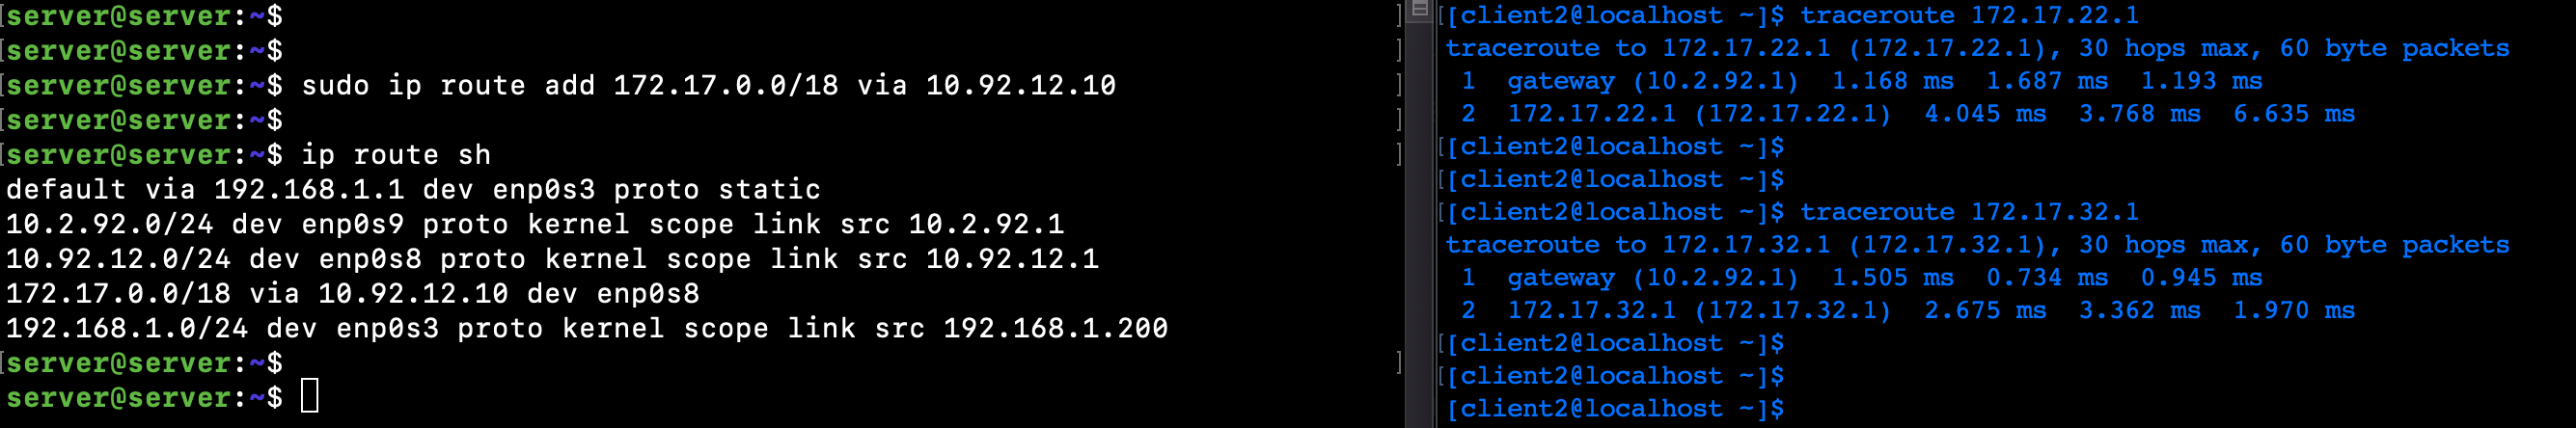 server@server:~$
server@server:~$
server@server:~$ sudo ip route add 172.17.0.0/18 via 10.92.12.10
server@server:~$
server@server:~$ ip route sh
default via 192.168.1.1 dev enp0s3 proto static
10.2.92.0/24 dev enp0s9 proto kernel scope link src 10.2.92.1
10.92.12.0/24 dev enp0s8 proto kernel scope link src 10.92.12.1
172.17.0.0/18 via 10.92.12.10 dev enp0s8
192.168.1.0/24 dev enp0s3 proto kernel scope link src 192.168.1.200
server@server:~$
server@server:~$
[[client2@localhost ~]$ traceroute 172.17.22.1
traceroute to 172.17.22.1 (172.17.22.1), 30 hops max, 60 byte packets
 1  gateway (10.2.92.1)  1.168 ms  1.687 ms  1.193 ms
 2  172.17.22.1 (172.17.22.1)  4.045 ms  3.768 ms  6.635 ms
[[client2@localhost ~]$
[[client2@localhost ~]$
[[client2@localhost ~]$ traceroute 172.17.32.1
traceroute to 172.17.32.1 (172.17.32.1), 30 hops max, 60 byte packets
 1  gateway (10.2.92.1)  1.505 ms  0.734 ms  0.945 ms
 2  172.17.32.1 (172.17.32.1)  2.675 ms  3.362 ms  1.970 ms
[[client2@localhost ~]$
[[client2@localhost ~]$
[client2@localhost ~]$